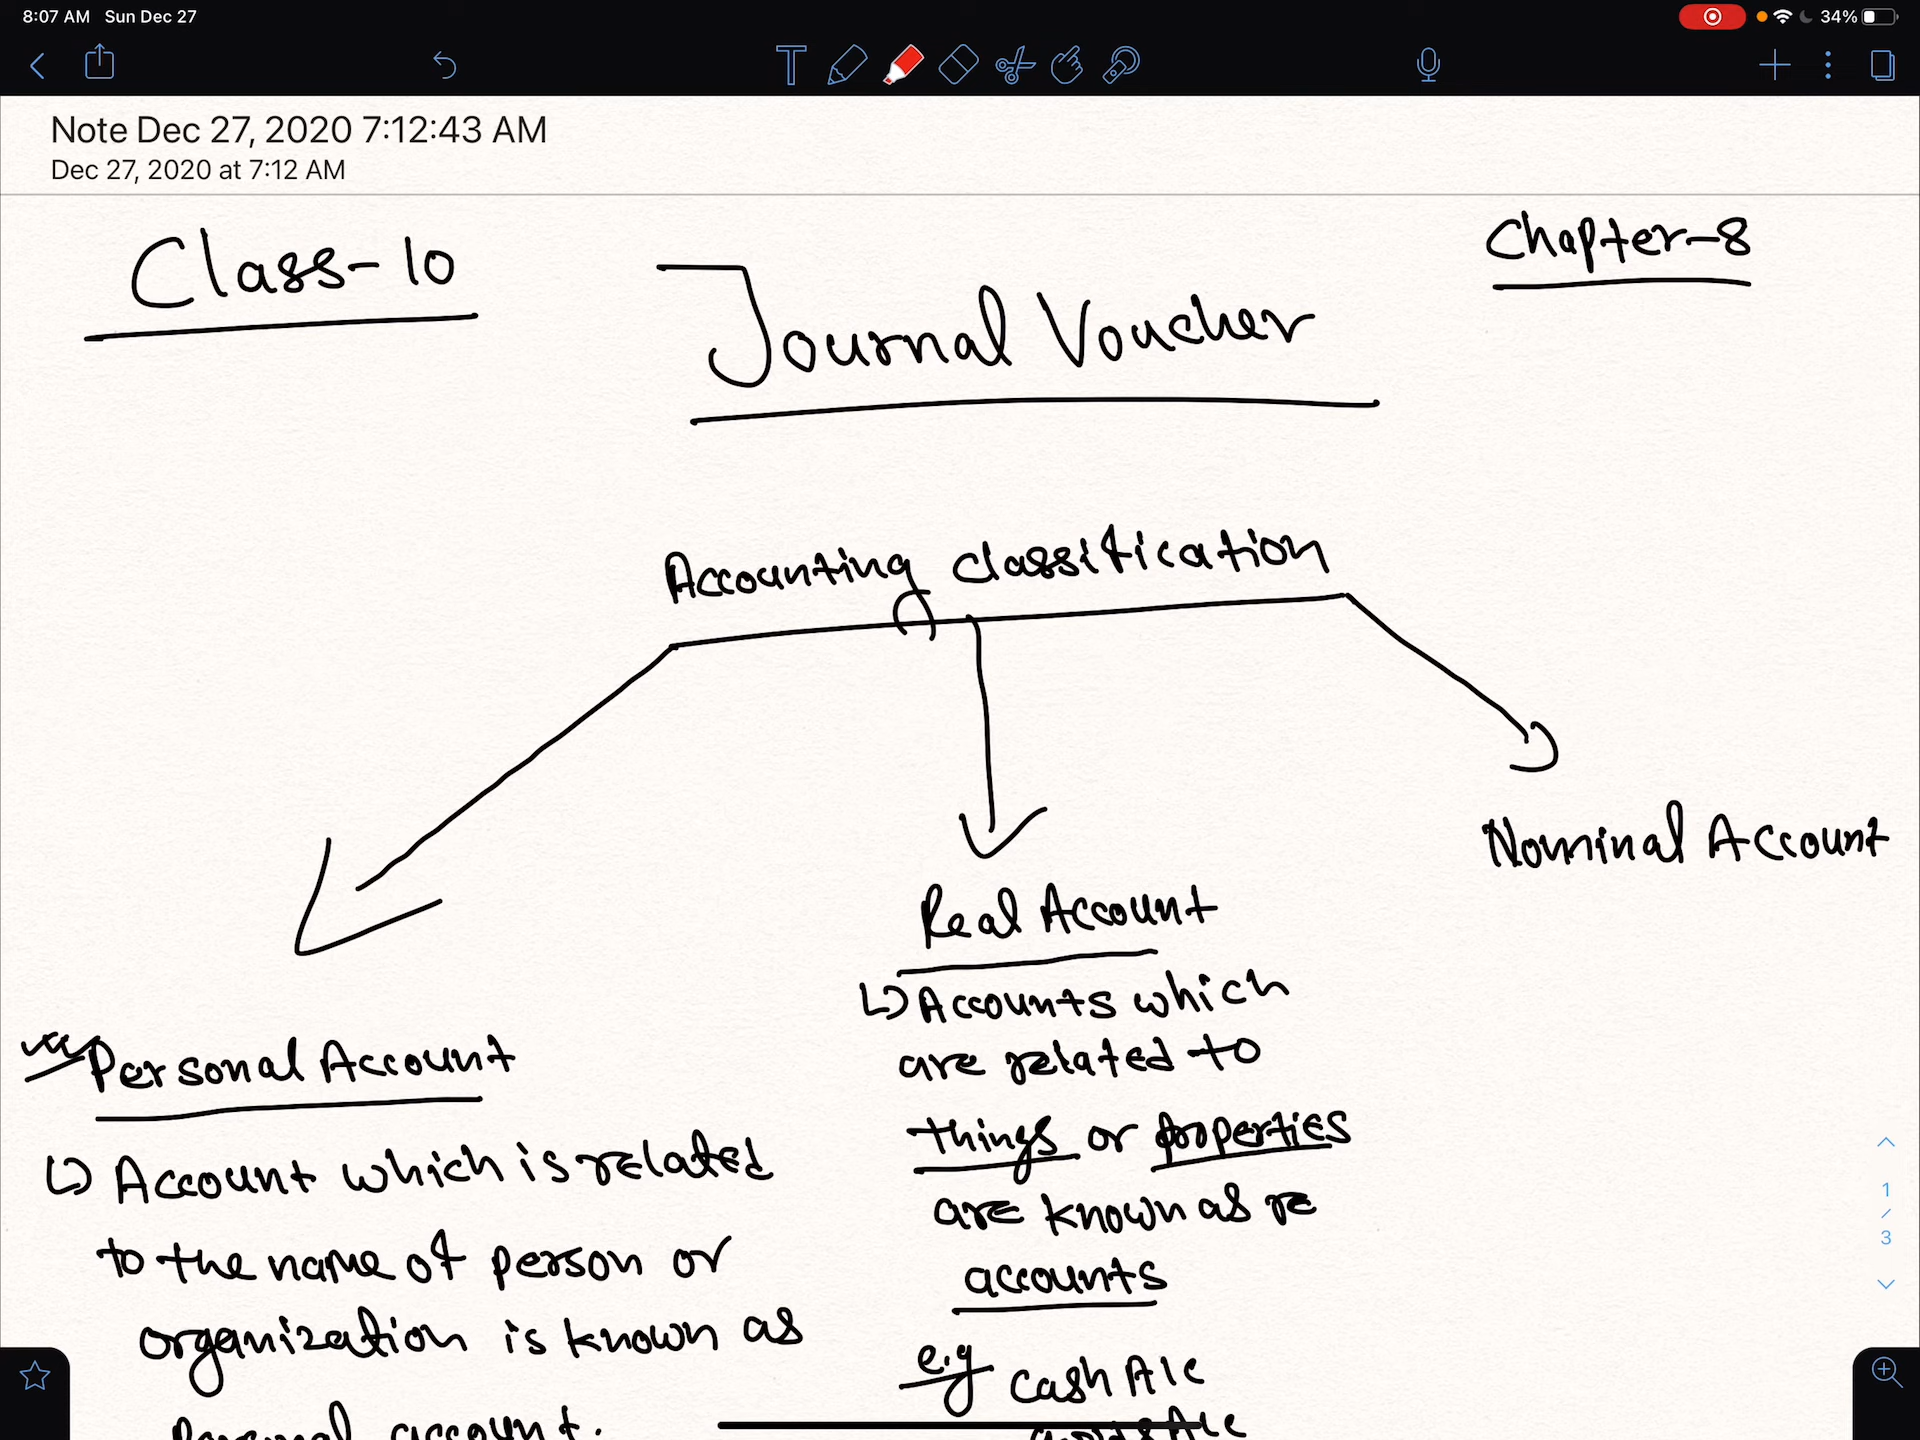 8:07 AM Sun Dec 27
34%
Note Dec 27, 2020 7:12:43 AM
Dec 27, 2020 at 7:12 AM
Class-10
Chapter-8
Journal Voucher
Accounting classification
Nominal Account
Real Account
Accounts which
are related to
things or properties
are known as re
accounts
e.g cash A/c
goods A/c
Personal Account
Account which is related
to the name of person or
organization is known as
Personal account.
1
/
3